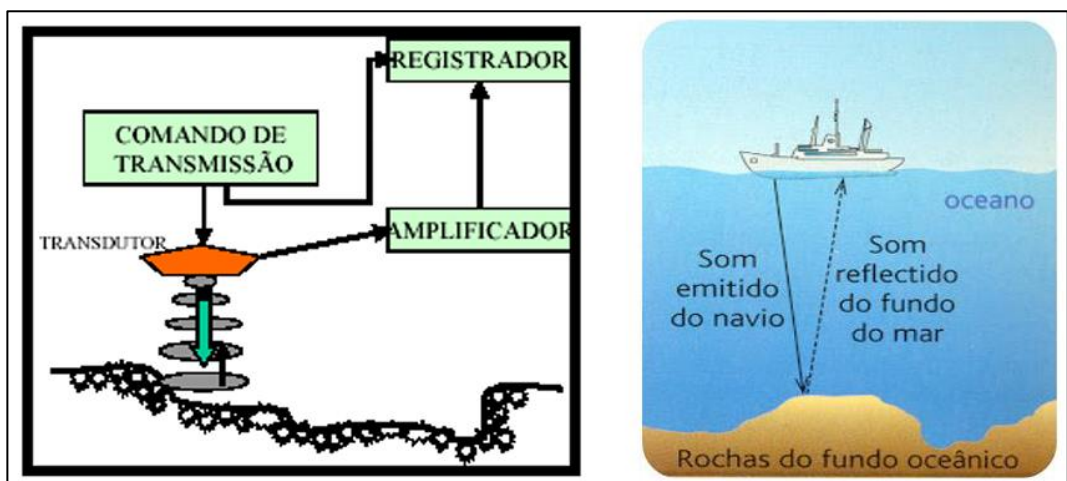 REGISTRADOR
COMANDO DE
TRANSMISSÃO
TRANSDUTOR
AMPLIFICADOR
oceano
Som
emitido
do navio
Som
reflectido
do fundo
do mar
Rochas do fundo oceânico